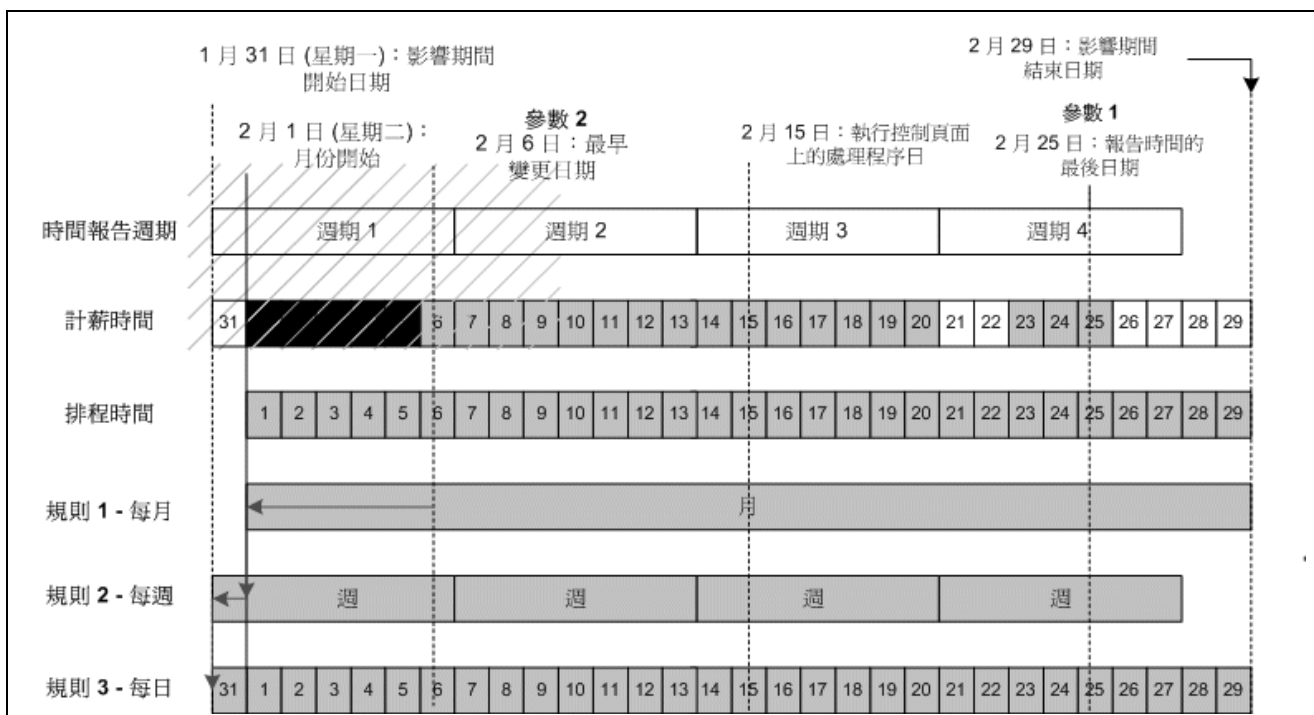 1 月 31 日 (星期一)：影響期間
開始日期
2 月 29 日：影響期間
結束日期
2 月 1 日 (星期二)：
月份開始
參數 2
2 月 6 日：最早
變更日期
2 月 15 日：執行控制頁面
上的處理程序日
參數 1
2 月 25 日：報告時間的
最後日期
時間報告週期 週期 1 週期 2 週期 3 週期 4
計薪時間 31 6 7 8 9 10 11 12 13 14 15 16 17 18 19 20 21 22 23 24 25 26 27 28 29
排程時間 1 2 3 4 5 6 7 8 9 10 11 12 13 14 15 16 17 18 19 20 21 22 23 24 25 26 27 28 29
規則 1 - 每月 月
規則 2 - 每週 週 週 週 週
規則 3 - 每日 31 1 2 3 4 5 6 7 8 9 10 11 12 13 14 15 16 17 18 19 20 21 22 23 24 25 26 27 28 29